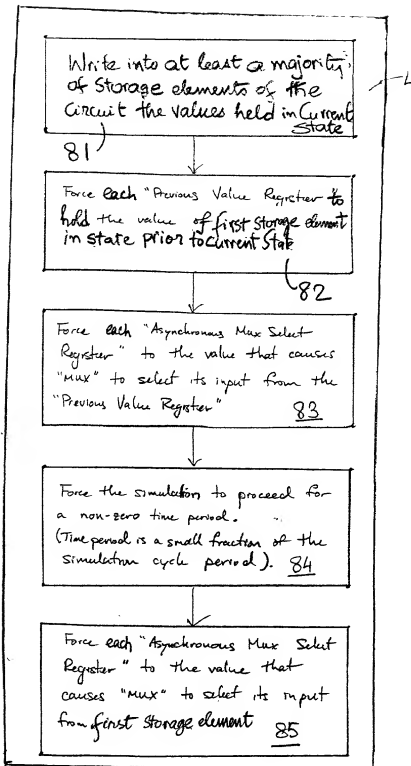 Write into at least a majority
of Storage elements of the
Circuit the values held in Current
State
81
Force each "Previous Value Register" to
hold the value of first storage element
in state prior to Current State
82
Force each "Asynchronous Mux Select
Register" to the value that causes
"MUX" to select its input from the
"Previous Value Register"
83
Force the simulation to proceed for
a non-zero time period.
(Time period is a small fraction of the
simulation cycle period). 84
Force each "Asynchronous Mux Select
Register" to the value that
causes "MUX" to select its input
from first storage element
85